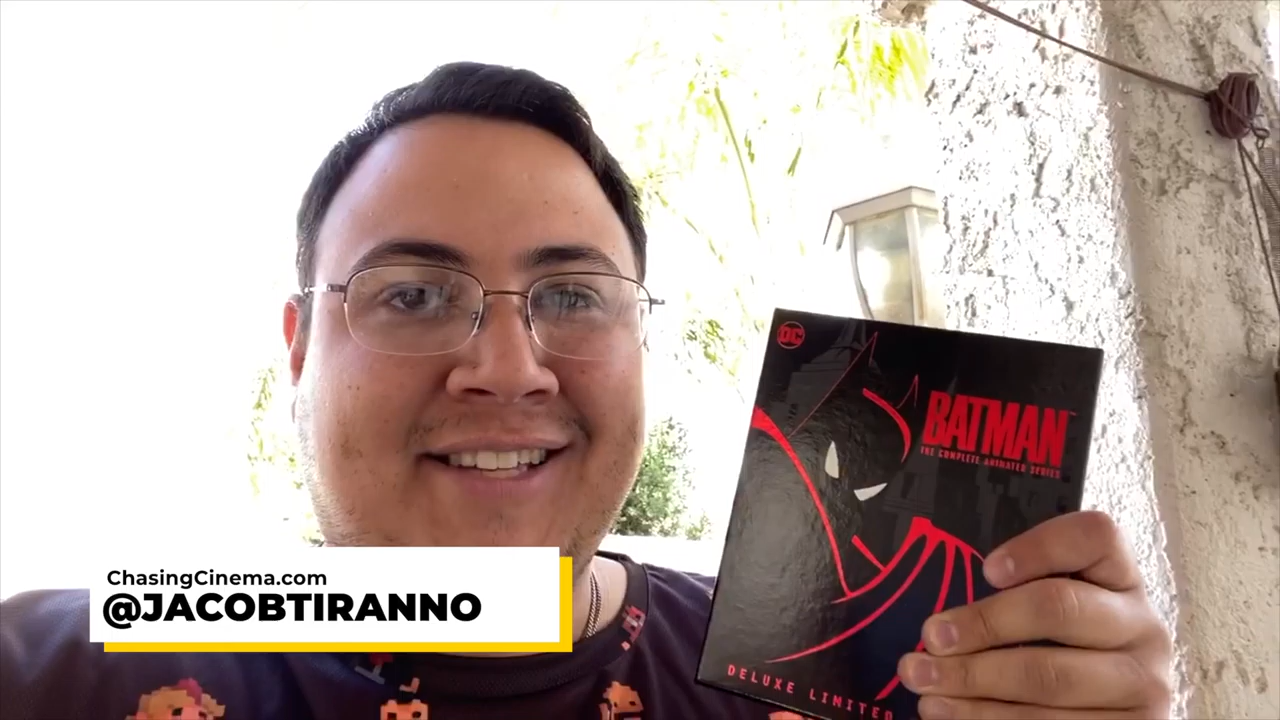 DC
BATMAN
THE COMPLETE ANIMATED SERIES
DELUXE LIMITED
ChasingCinema.com
@JACOBTIRANNO